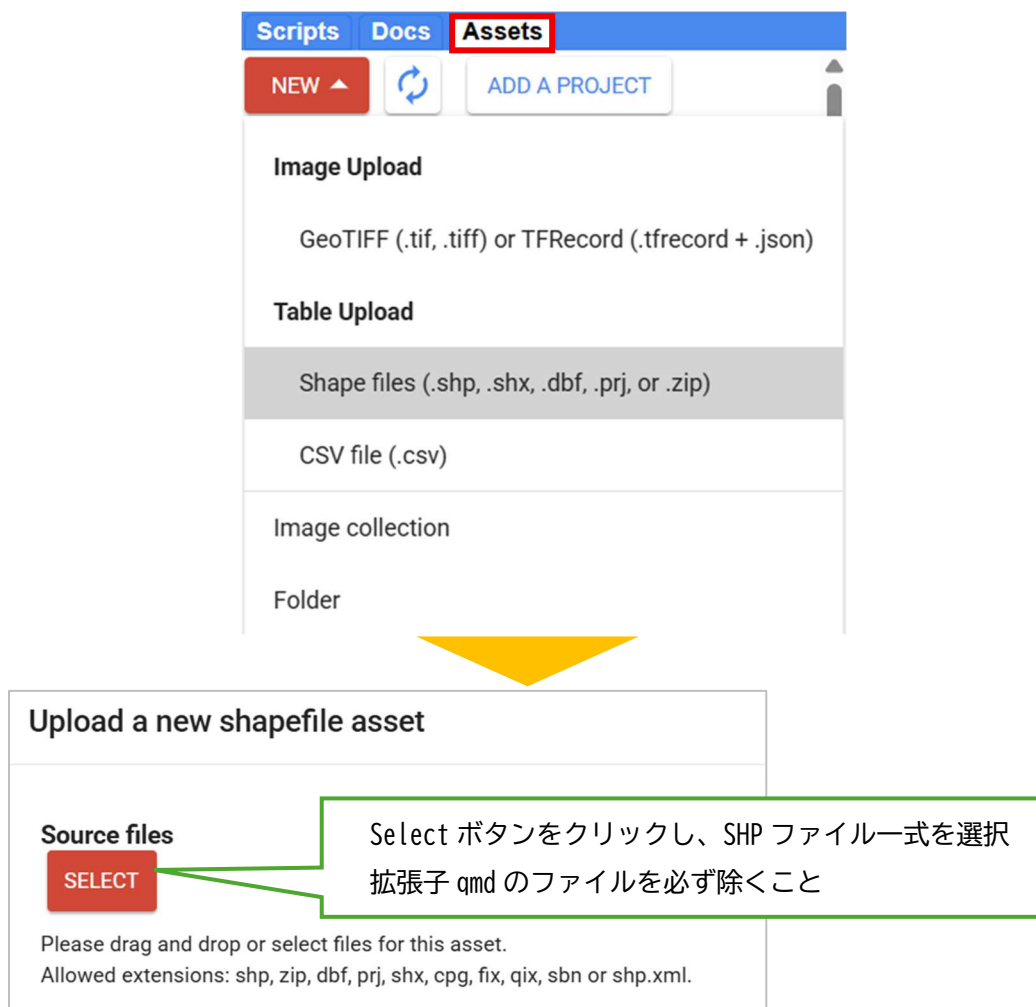 Scripts Docs Assets
NEW ADD A PROJECT
Image Upload
GeoTIFF (.tif, .tiff) or TFRecord (.tfrecord + .json)
Table Upload
Shape files (.shp, .shx, .dbf, .prj, or .zip)
CSV file (.csv)
Image collection
Folder
Upload a new shapefile asset
Source files
SELECT
Select ボタンをクリックし、SHP ファイル一式を選択
拡張子 qmd のファイルを必ず除くこと
Please drag and drop or select files for this asset.
Allowed extensions: shp, zip, dbf, prj, shx, cpg, fix, qix, sbn or shp.xml.